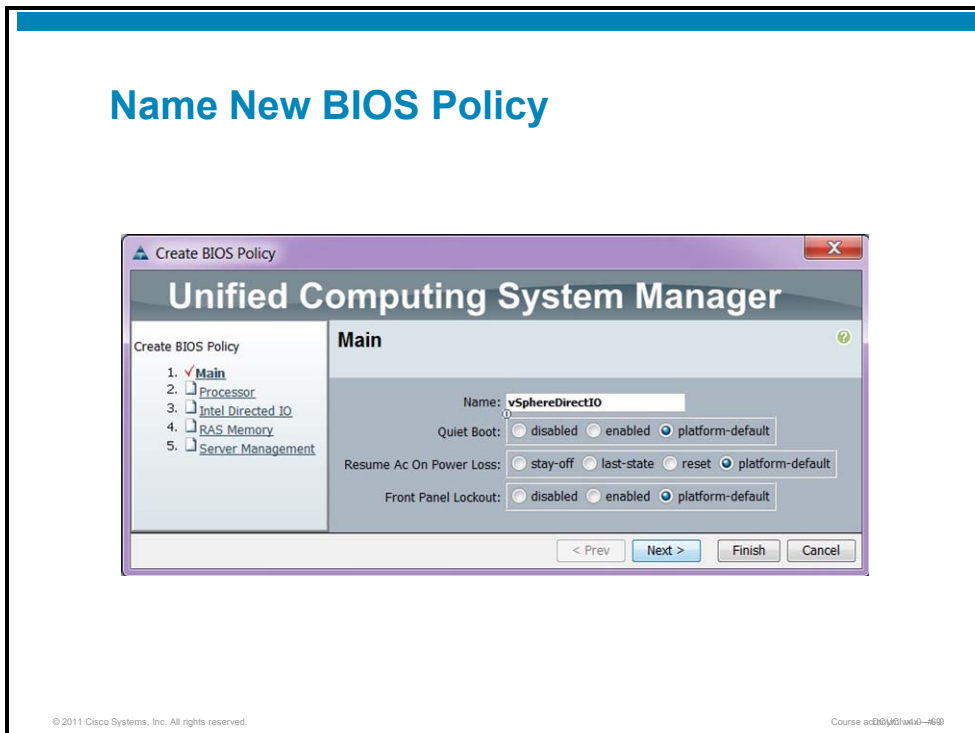 Name New BIOS Policy
Create BIOS Policy
Unified Computing System Manager
Create BIOS Policy
1. Main
2. Processor
3. Intel Directed IO
4. RAS Memory
5. Server Management
Main
Name: vSphereDirectIO
Quiet Boot: disabled enabled platform-default
Resume Ac On Power Loss: stay-off last-state reset platform-default
Front Panel Lockout: disabled enabled platform-default
< Prev Next > Finish Cancel
© 2011 Cisco Systems, Inc. All rights reserved.
Course